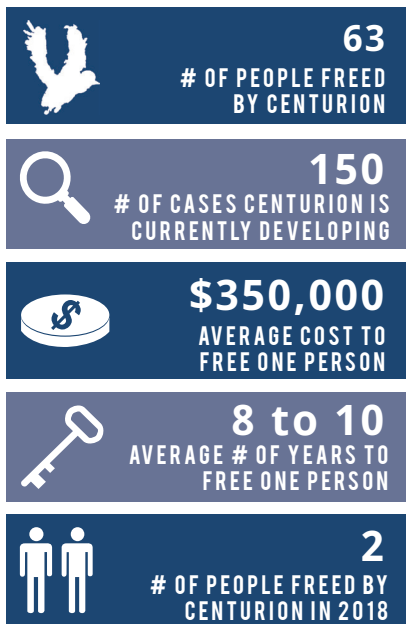 63
# OF PEOPLE FREED
BY CENTURION
150
# OF CASES CENTURION IS
CURRENTLY DEVELOPING
$
$350,000
AVERAGE COST TO
FREE ONE PERSON
8 to 10
AVERAGE # OF YEARS TO
FREE ONE PERSON
2
# OF PEOPLE FREED BY
CENTURION IN 2018